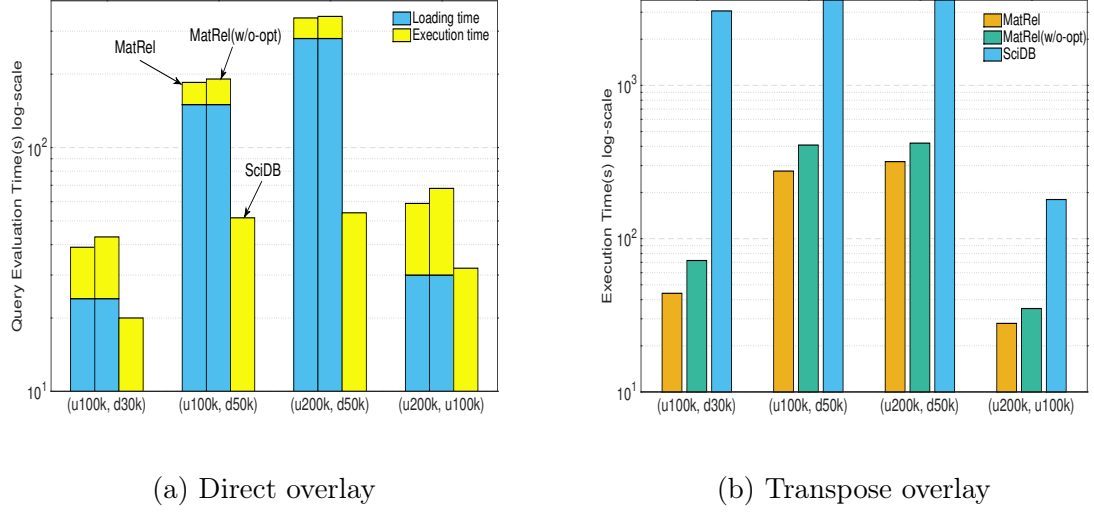 Query Evaluation Time(s) log-scale
10^2
10^1
Loading time
Execution time
MatRel
MatRel(w/o-opt)
SciDB
(u100k, d30k)
(u100k, d50k)
(u200k, d50k)
(u200k, u100k)
(a) Direct overlay
Execution Time(s) log-scale
10^3
10^2
10^1
MatRel
MatRel(w/o-opt)
SciDB
(u100k, d30k)
(u100k, d50k)
(u200k, d50k)
(u200k, u100k)
(b) Transpose overlay